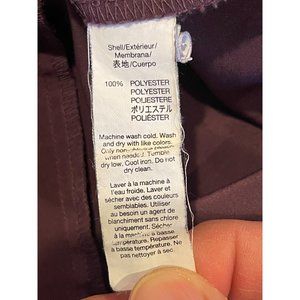 Shell/Extérieur/
Membrana/
表地/Cuerpo
100% POLYESTER
POLYESTER
POLIESTERE
ポリエステル
POLIÉSTER
Machine wash cold. Wash
and dry with like colors.
Only non-
when needed. Tumble
dry low. Cool iron. Do not
dry clean.
Laver à la machine à
l'eau froide. Laver et
sécher avec des couleurs
semblables. Utiliser au
besoin un agent de
blanchiment sans chlore
uniquement. Sécher
à la machine à basse
température. Repasser
à basse température. Ne
pas nettoyer à sec.